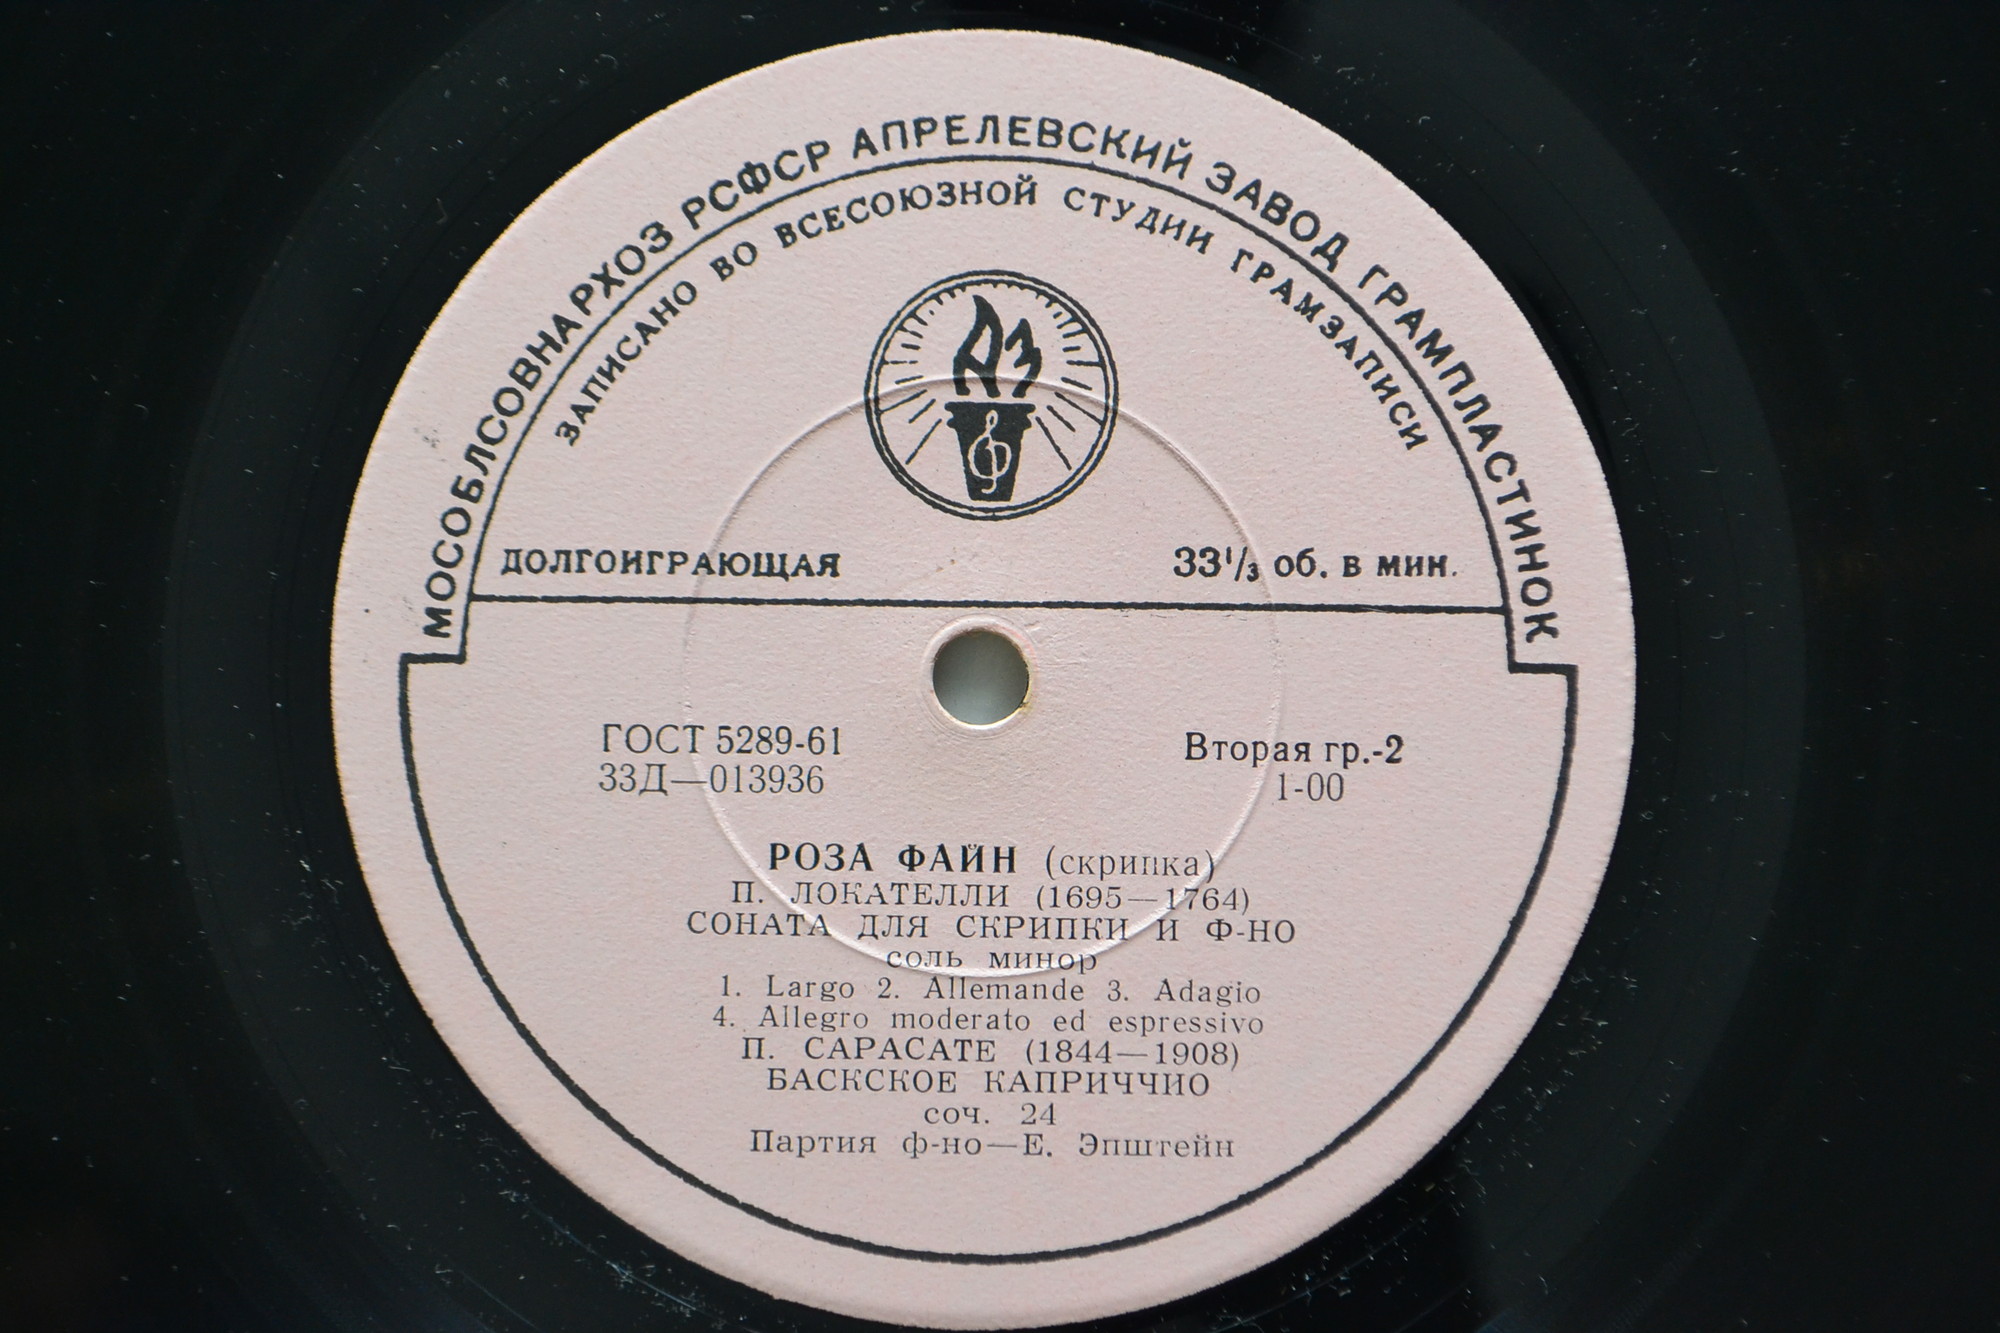 МОСОБЛСОВНАРХОЗ РСФСР АПРЕЛЕВСКИЙ ЗАВОД ГРАМПЛАСТИНОК
ЗАПИСАНО ВО ВСЕСОЮЗНОЙ СТУДИИ ГРАМЗАПИСИ
АЗ
ДОЛГОИГРАЮЩАЯ 33 1/3 об. в мин.
ГОСТ 5289-61 Вторая гр.-2
33Д—013936 1-00
РОЗА ФАЙН (скрипка)
П. ЛОКАТЕЛЛИ (1695—1764)
СОНАТА ДЛЯ СКРИПКИ И Ф-НО
соль минор
1. Largo 2. Allemande 3. Adagio
4. Allegro moderato ed espressivo
П. САРАСАТЕ (1844—1908)
БАСКСКОЕ КАПРИЧЧИО
соч. 24
Партия ф-но—Е. Эпштейн